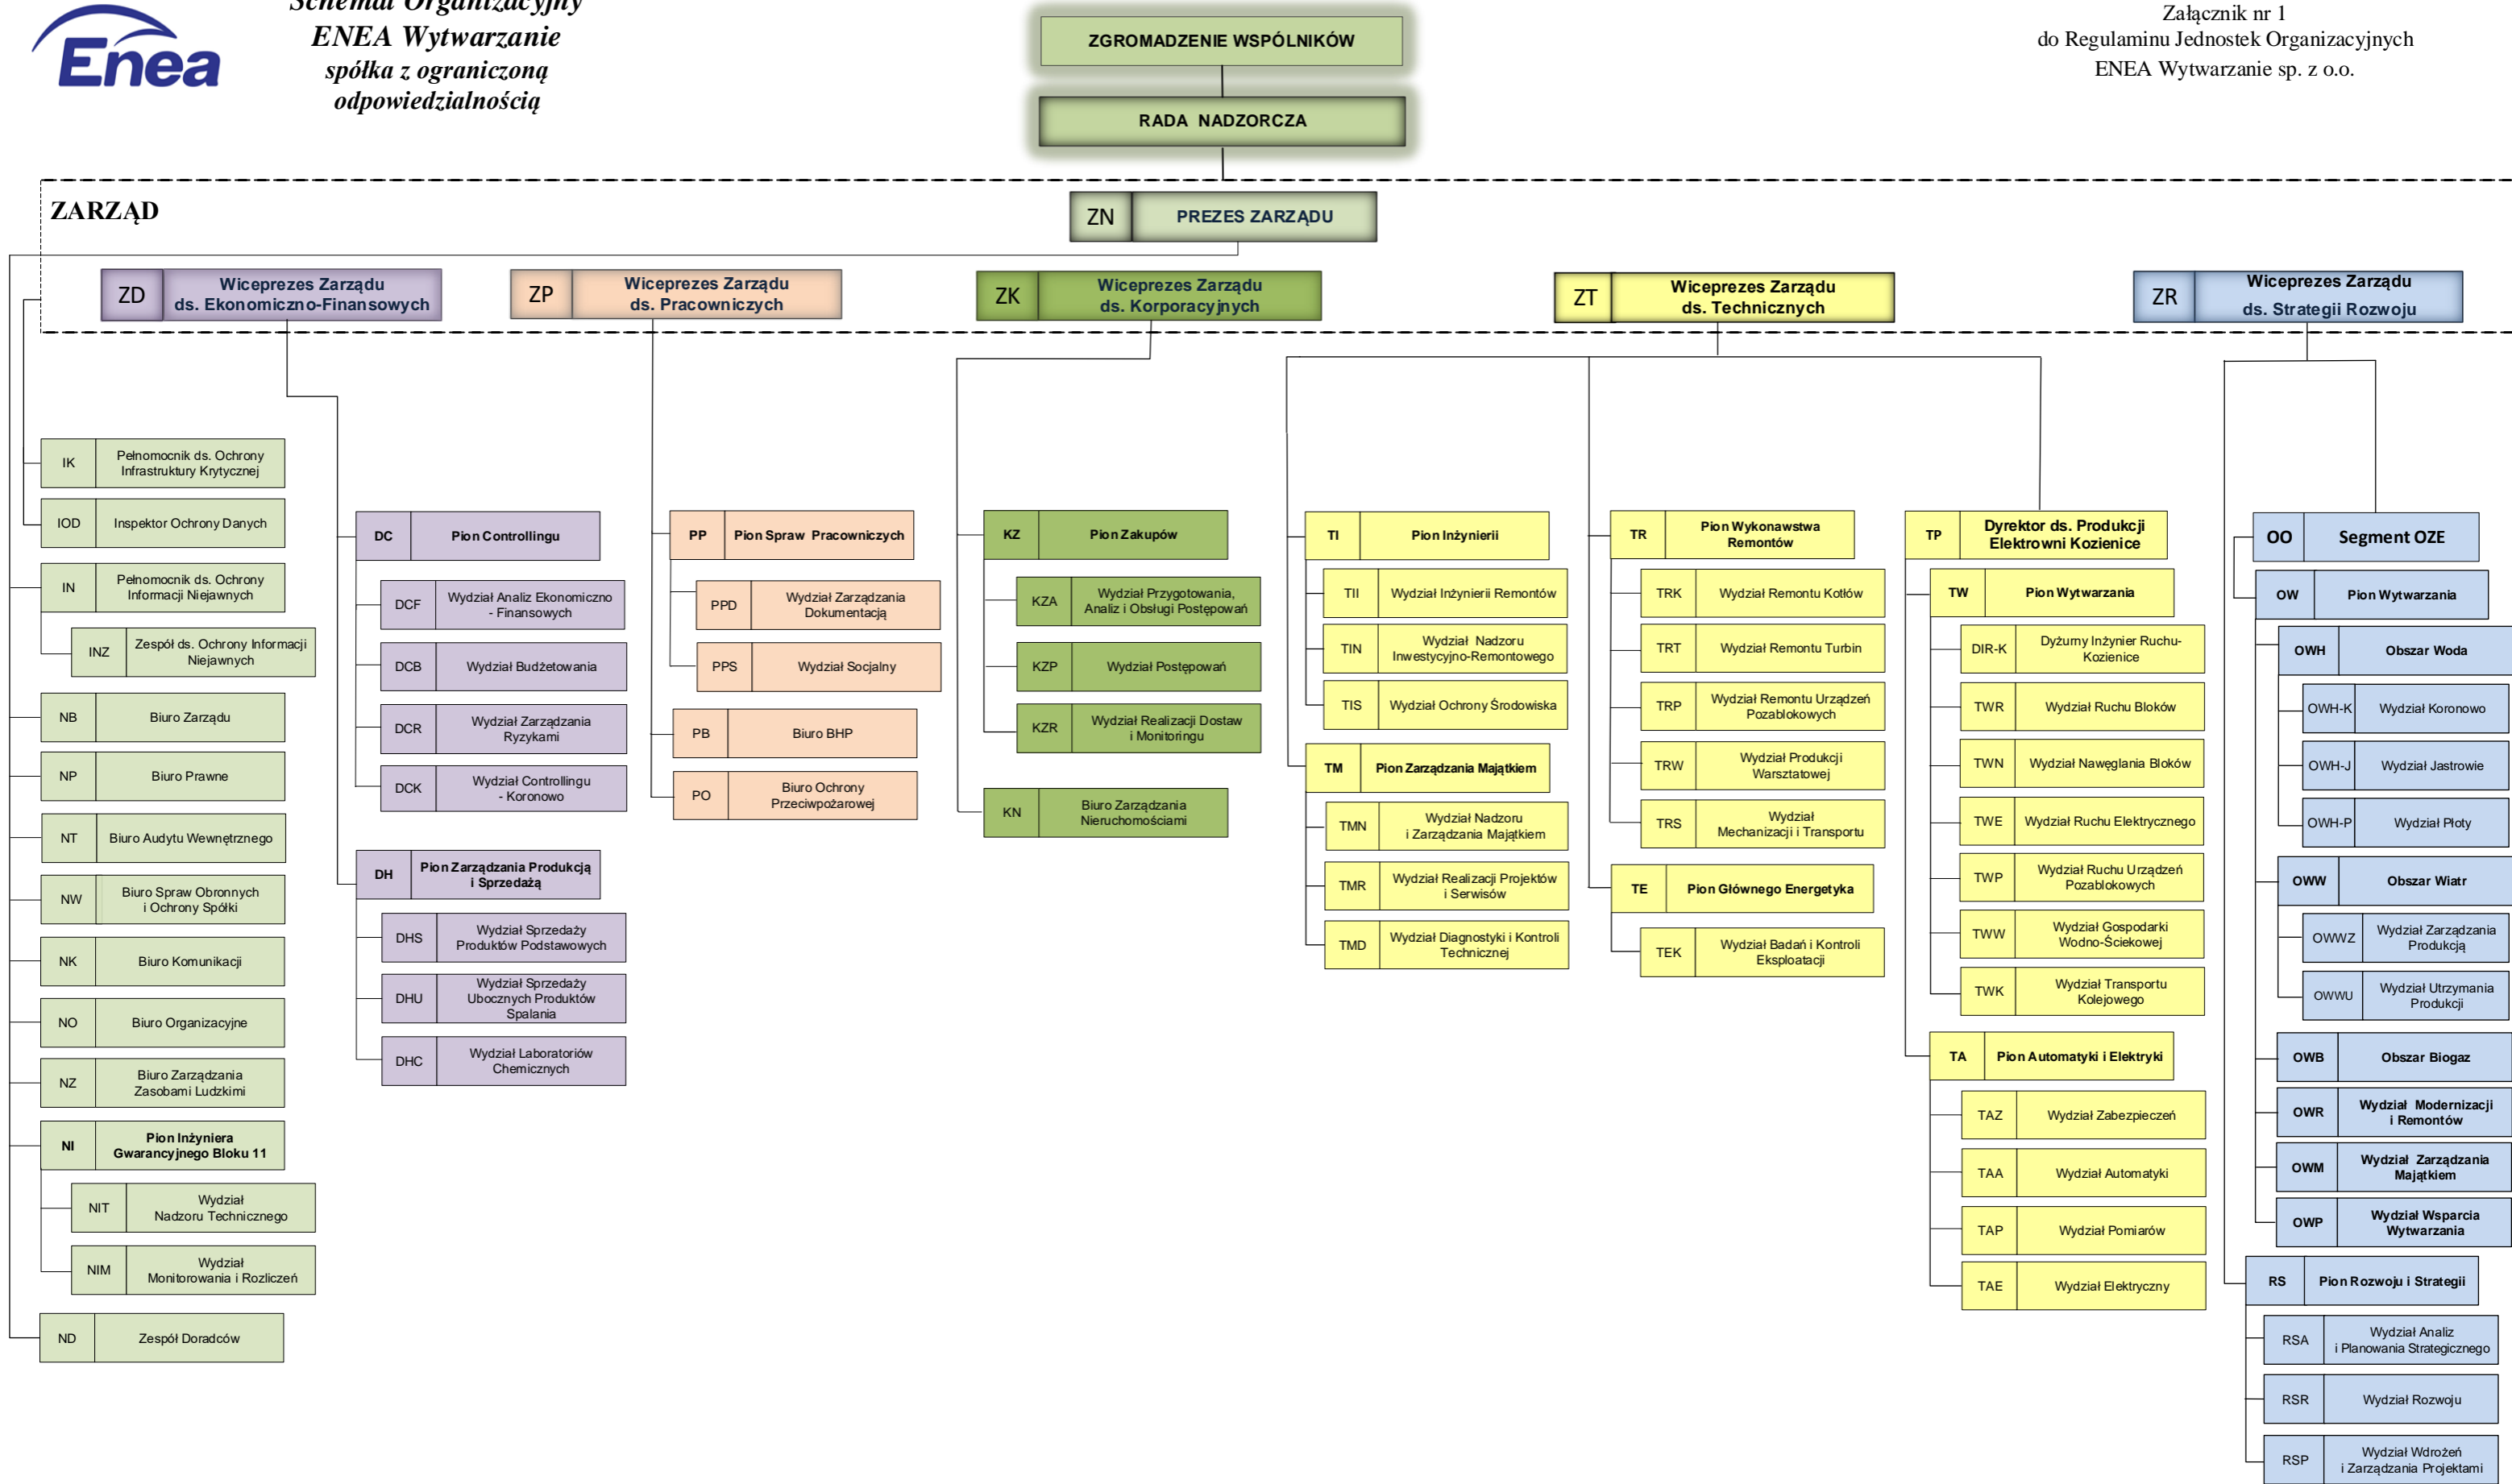 Enea
Schemat Organizacyjny
ENEA Wytwarzanie
spółka z ograniczoną
odpowiedzialnością
ZGROMADZENIE WSPÓLNIKÓW
RADA NADZORCZA
Załącznik nr 1
do Regulaminu Jednostek Organizacyjnych
ENEA Wytwarzanie sp. z o.o.
ZARZĄD
ZN
PREZES ZARZĄDU
ZD
Wiceprezes Zarządu
ds. Ekonomiczno-Finansowych
ZP
Wiceprezes Zarządu
ds. Pracowniczych
ZK
Wiceprezes Zarządu
ds. Korporacyjnych
ZT
Wiceprezes Zarządu
ds. Technicznych
ZR
Wiceprezes Zarządu
ds. Strategii Rozwoju
IK
Pełnomocnik ds. Ochrony
Infrastruktury Krytycznej
IOD
Inspektor Ochrony Danych
IN
Pełnomocnik ds. Ochrony
Informacji Niejawnych
INZ
Zespół ds. Ochrony Informacji
Niejawnych
NB
Biuro Zarządu
NP
Biuro Prawne
NT
Biuro Audytu Wewnętrznego
NW
Biuro Spraw Obronnych
i Ochrony Spółki
NK
Biuro Komunikacji
NO
Biuro Organizacyjne
NZ
Biuro Zarządzania
Zasobami Ludzkimi
NI
Pion Inżyniera
Gwarancyjnego Bloku 11
NIT
Wydział
Nadzoru Technicznego
NIM
Wydział
Monitorowania i Rozliczeń
ND
Zespół Doradców
DC
Pion Controllingu
DCF
Wydział Analiz Ekonomiczno
- Finansowych
DCB
Wydział Budżetowania
DCR
Wydział Zarządzania
Ryzykami
DCK
Wydział Controllingu
- Koronowo
DH
Pion Zarządzania Produkcją
i Sprzedażą
DHS
Wydział Sprzedaży
Produktów Podstawowych
DHU
Wydział Sprzedaży
Ubocznych Produktów
Spalania
DHC
Wydział Laboratoriów
Chemicznych
PP
Pion Spraw Pracowniczych
PPD
Wydział Zarządzania
Dokumentacją
PPS
Wydział Socjalny
PB
Biuro BHP
PO
Biuro Ochrony
Przeciwpożarowej
KZ
Pion Zakupów
KZA
Wydział Przygotowania,
Analiz i Obsługi Postępowań
KZP
Wydział Postępowań
KZR
Wydział Realizacji Dostaw
i Monitoringu
KN
Biuro Zarządzania
Nieruchomościami
TI
Pion Inżynierii
TII
Wydział Inżynierii Remontów
TIN
Wydział Nadzoru
Inwestycyjno-Remontowego
TIS
Wydział Ochrony Środowiska
TM
Pion Zarządzania Majątkiem
TMN
Wydział Nadzoru
i Zarządzania Majątkiem
TMR
Wydział Realizacji Projektów
i Serwisów
TMD
Wydział Diagnostyki i Kontroli
Technicznej
TR
Pion Wykonawstwa
Remontów
TRK
Wydział Remontu Kotłów
TRT
Wydział Remontu Turbin
TRP
Wydział Remontu Urządzeń
Pozablokowych
TRW
Wydział Produkcji
Warsztatowej
TRS
Wydział
Mechanizacji i Transportu
TE
Pion Głównego Energetyka
TEK
Wydział Badań i Kontroli
Eksploatacji
TP
Dyrektor ds. Produkcji
Elektrowni Kozienice
TW
Pion Wytwarzania
DIR-K
Dyżurny Inżynier Ruchu-
Kozienice
TWR
Wydział Ruchu Bloków
TWN
Wydział Nawęglania Bloków
TWE
Wydział Ruchu Elektrycznego
TWP
Wydział Ruchu Urządzeń
Pozablokowych
TWW
Wydział Gospodarki
Wodno-Ściekowej
TWK
Wydział Transportu
Kolejowego
TA
Pion Automatyki i Elektryki
TAZ
Wydział Zabezpieczeń
TAA
Wydział Automatyki
TAP
Wydział Pomiarów
TAE
Wydział Elektryczny
OO
Segment OZE
OW
Pion Wytwarzania
OWH
Obszar Woda
OWH-K
Wydział Koronowo
OWH-J
Wydział Jastrowie
OWH-P
Wydział Płoty
OWW
Obszar Wiatr
OWWZ
Wydział Zarządzania
Produkcją
OWWU
Wydział Utrzymania
Produkcji
OWB
Obszar Biogaz
OWR
Wydział Modernizacji
i Remontów
OWM
Wydział Zarządzania
Majątkiem
OWP
Wydział Wsparcia
Wytwarzania
RS
Pion Rozwoju i Strategii
RSA
Wydział Analiz
i Planowania Strategicznego
RSR
Wydział Rozwoju
RSP
Wydział Wdrożeń
i Zarządzania Projektami